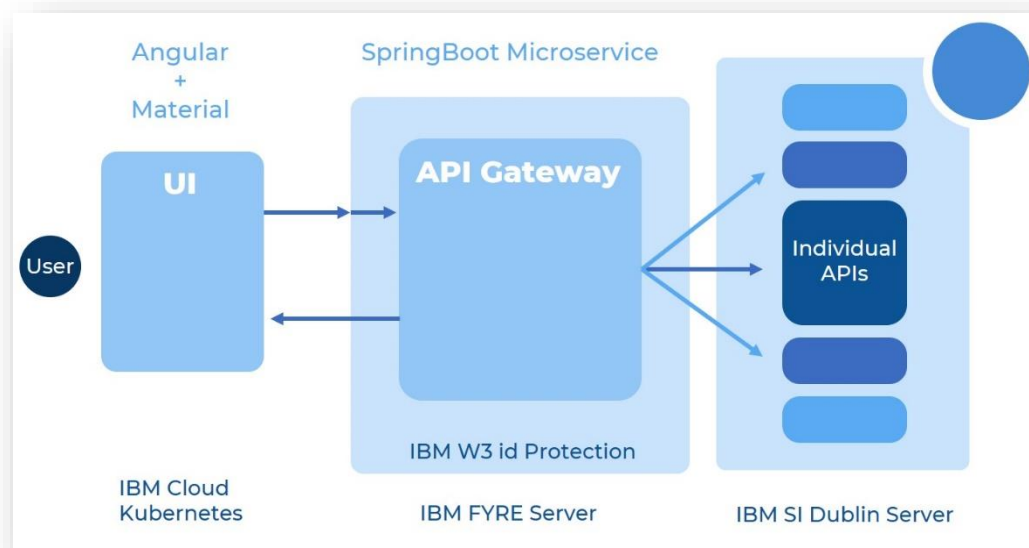 Angular
+
Material
SpringBoot Microservice
UI
API Gateway
User
Individual
APIs
IBM W3 id Protection
IBM Cloud
Kubernetes
IBM FYRE Server
IBM SI Dublin Server